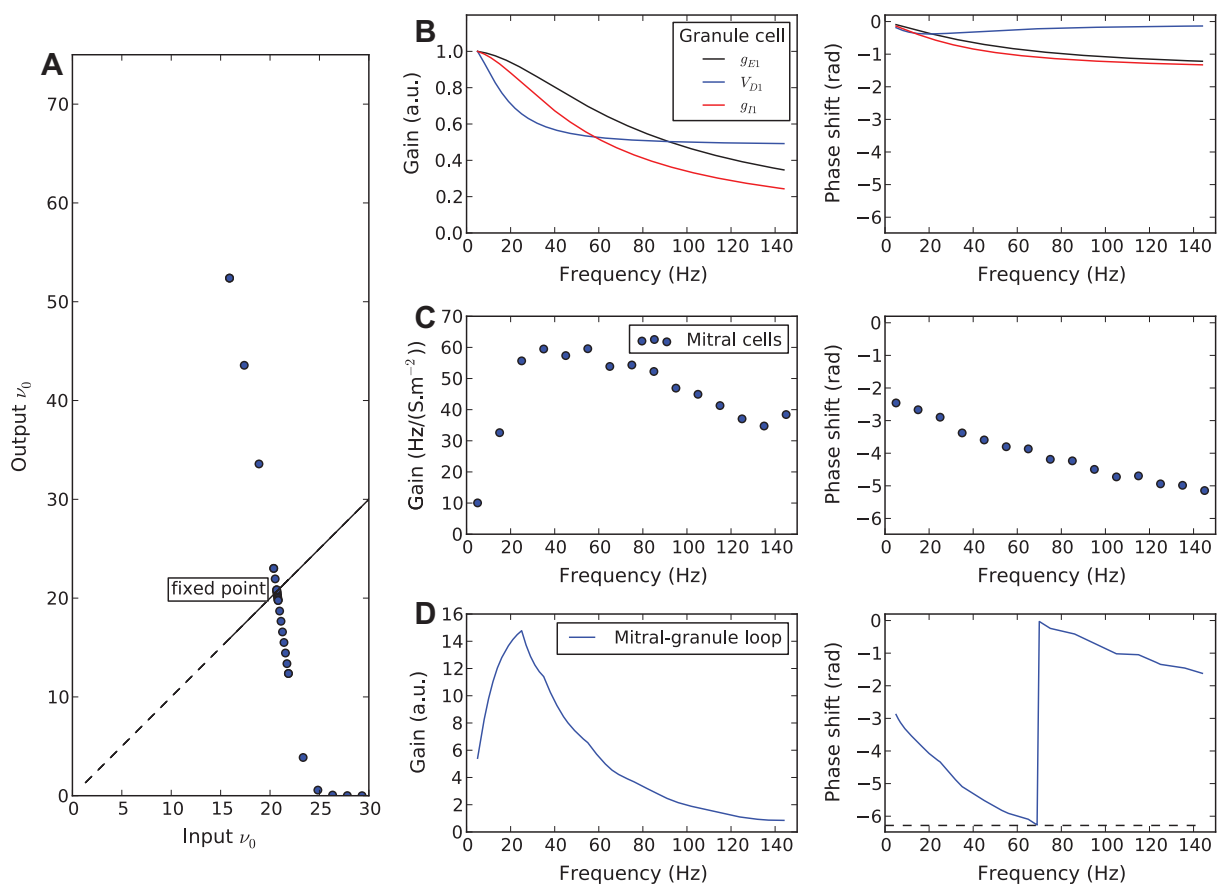 A
Output ν₀
70
60
50
40
30
20
10
0
fixed point
0 5 10 15 20 25 30
Input ν₀
B
Gain (a.u.)
1.0
0.8
0.6
0.4
0.2
0.0
Granule cell
g_{E1}
V_{D1}
g_{I1}
0 20 40 60 80 100 120 140
Frequency (Hz)
Phase shift (rad)
0
−1
−2
−3
−4
−5
−6
0 20 40 60 80 100 120 140
Frequency (Hz)
C
Gain (Hz/(S.m⁻²))
70
60
50
40
30
20
10
0
Mitral cells
0 20 40 60 80 100 120 140
Frequency (Hz)
Phase shift (rad)
0
−1
−2
−3
−4
−5
−6
0 20 40 60 80 100 120 140
Frequency (Hz)
D
Gain (a.u.)
16
14
12
10
8
6
4
2
0
Mitral-granule loop
0 20 40 60 80 100 120 140
Frequency (Hz)
Phase shift (rad)
0
−1
−2
−3
−4
−5
−6
0 20 40 60 80 100 120 140
Frequency (Hz)